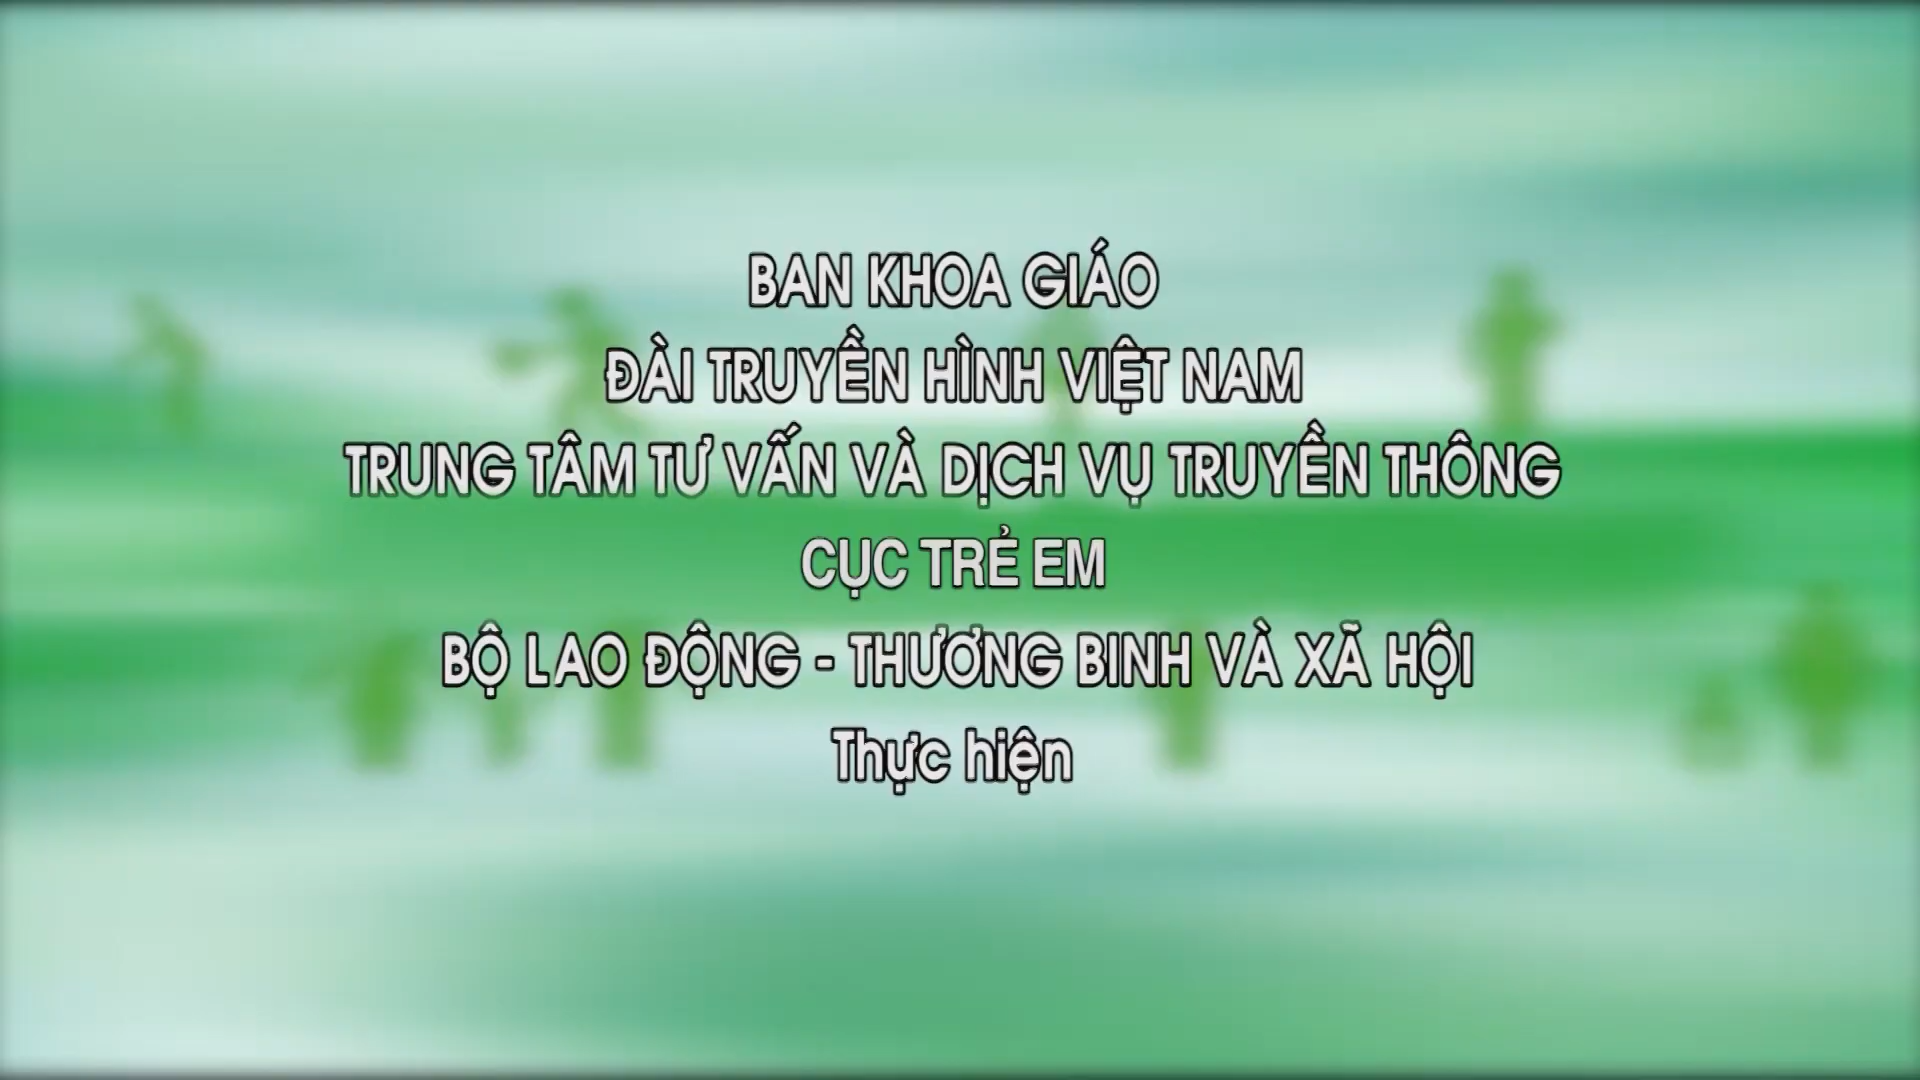 BAN KHOA GIÁO
ĐÀI TRUYỀN HÌNH VIỆT NAM
TRUNG TÂM TƯ VẤN VÀ DỊCH VỤ TRUYỀN THÔNG
CỤC TRẺ EM
BỘ LAO ĐỘNG - THƯƠNG BINH VÀ XÃ HỘI
Thực hiện